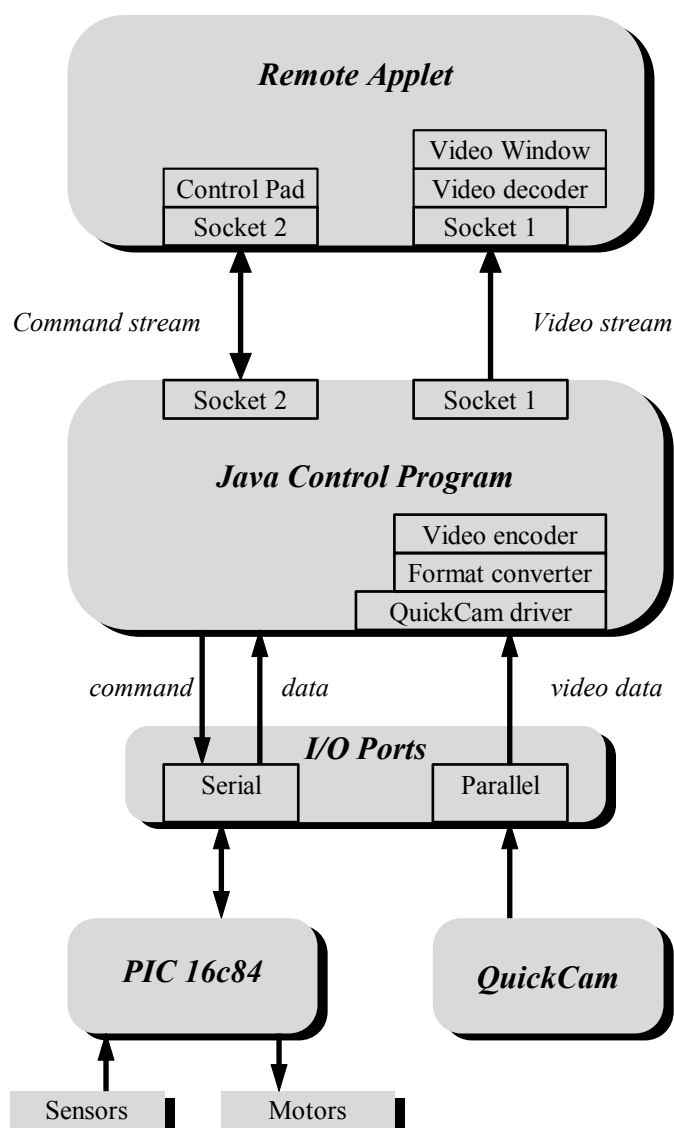 Remote Applet
Video Window
Control Pad
Video decoder
Socket 2
Socket 1
Command stream
Video stream
Socket 2
Socket 1
Java Control Program
Video encoder
Format converter
QuickCam driver
command
data
video data
I/O Ports
Serial
Parallel
PIC 16c84
QuickCam
Sensors
Motors